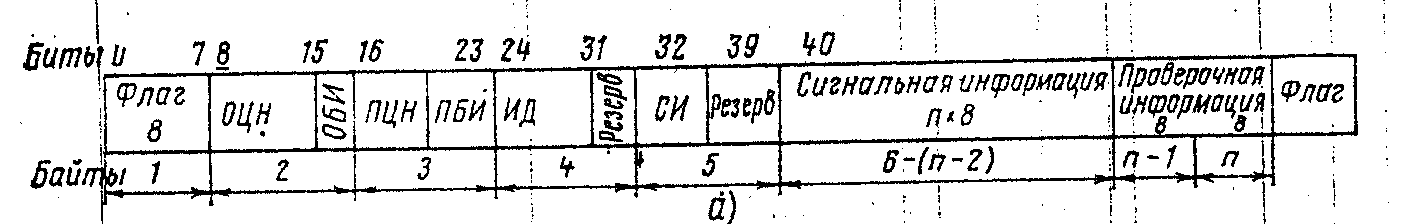 Биты 0 7 8 15 16 23 24 31 32 39 40
Флаг 8 ОЦН ОБИ ПЦН ПБИ ИД Резерв СИ Резерв Сигнальная информация n×8 Проверочная информация 8 8 Флаг
Байты 1 2 3 4 5 6-(n-2) n-1 n
а)